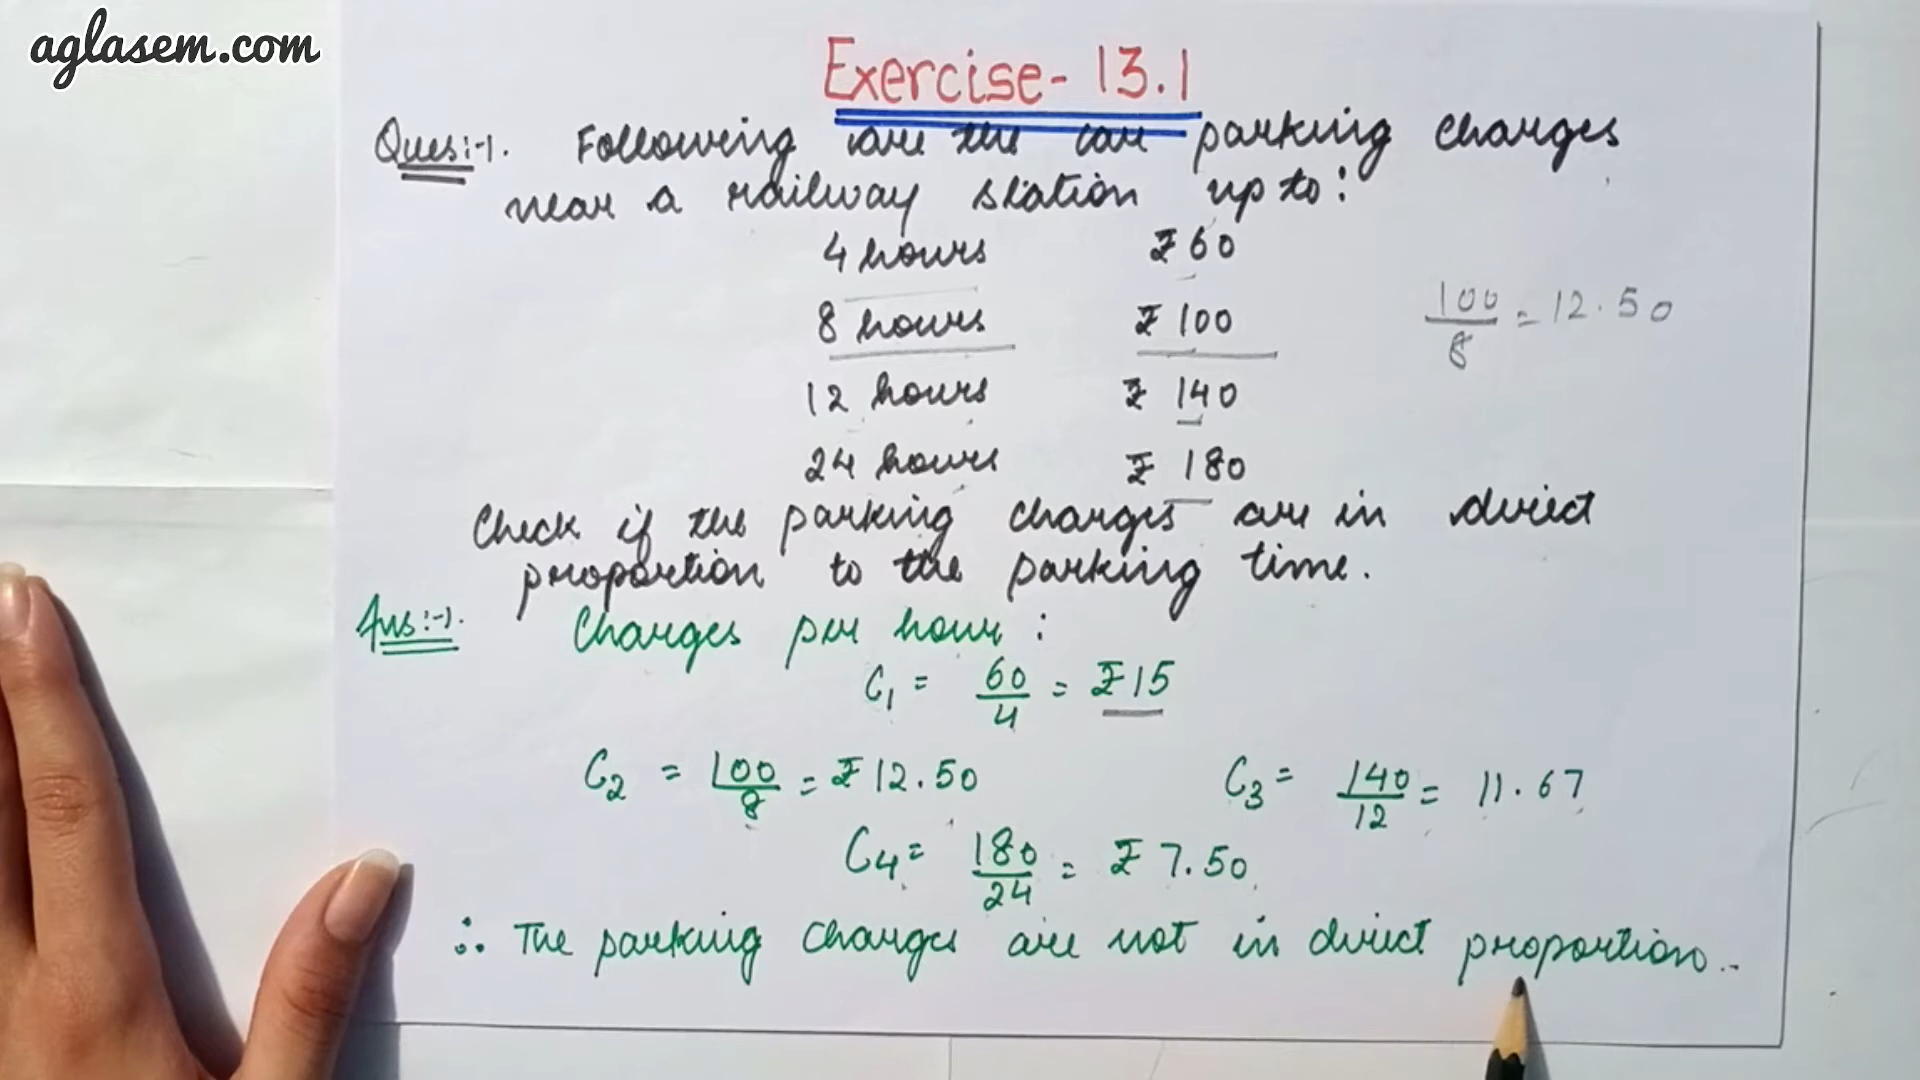 aglasem.com
Exercise- 13.1
Ques:-1. Following are the car parking charges
near a railway station up to:
4 hours ₹ 60
8 hours ₹ 100
100/8 = 12.50
12 hours ₹ 140
24 hours ₹ 180
Check if the parking charges are in direct
proportion to the parking time.
Ans:-1. Charges per hour:
C₁ = 60/4 = ₹15
C₂ = 100/8 = ₹12.50 C₃ = 140/12 = 11.67
C₄ = 180/24 = ₹7.50
∴ The parking charges are not in direct proportion..